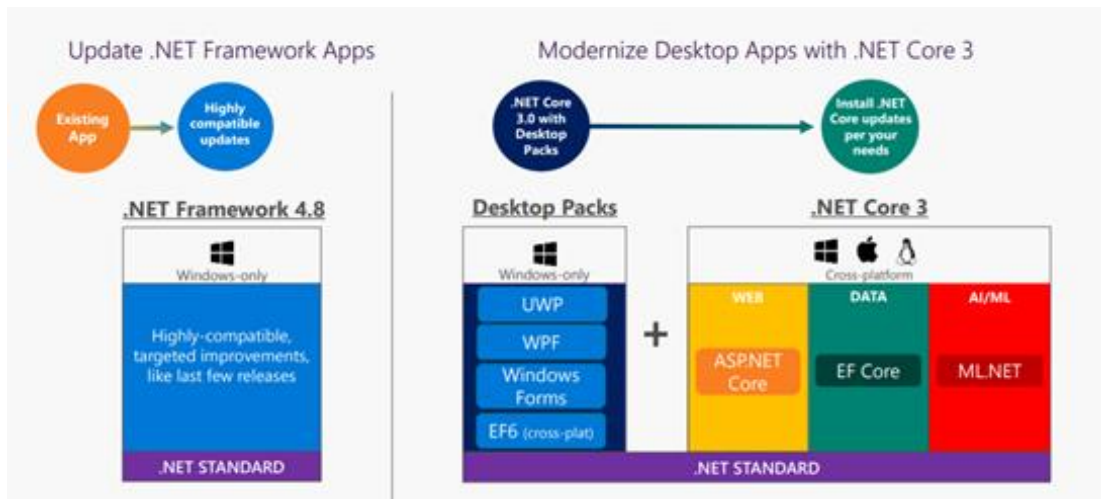 Update .NET Framework Apps
Existing
App
Highly
compatible
updates
.NET Framework 4.8
Windows-only
Highly-compatible,
targeted improvements,
like last few releases
.NET STANDARD
Modernize Desktop Apps with .NET Core 3
.NET Core
3.0 with
Desktop
Packs
Install .NET
Core updates
per your
needs
Desktop Packs
Windows-only
UWP
WPF
Windows
Forms
EF6 (cross-plat)
+
.NET Core 3
Cross-platform
WEB
ASP.NET
Core
DATA
EF Core
AI/ML
ML.NET
.NET STANDARD